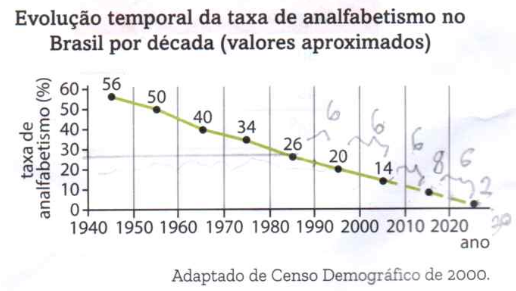 Evolução temporal da taxa de analfabetismo no
Brasil por década (valores aproximados)
taxa de
analfabetismo (%)
60
50
40
30
20
10
0
56
50
40
34
26
20
14
6
6
6
8
6
2
1940 1950 1960 1970 1980 1990 2000 2010 2020
ano
Adaptado de Censo Demográfico de 2000.